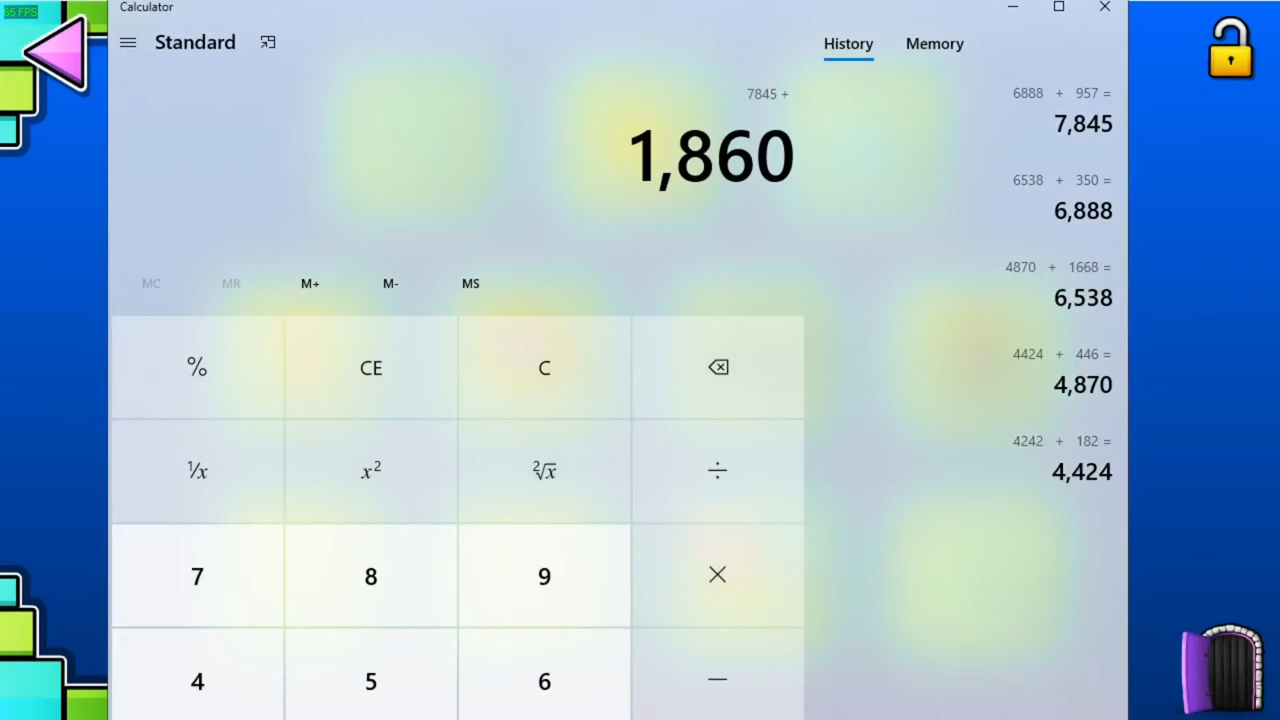 65 FPS
Calculator
Standard
History Memory
7845 +
1,860
6888 + 957 =
7,845
6538 + 350 =
6,888
4870 + 1668 =
6,538
4424 + 446 =
4,870
4242 + 182 =
4,424
MC MR M+ M- MS
% CE C
¹/x x² ²√x ÷
7 8 9 ×
4 5 6 −